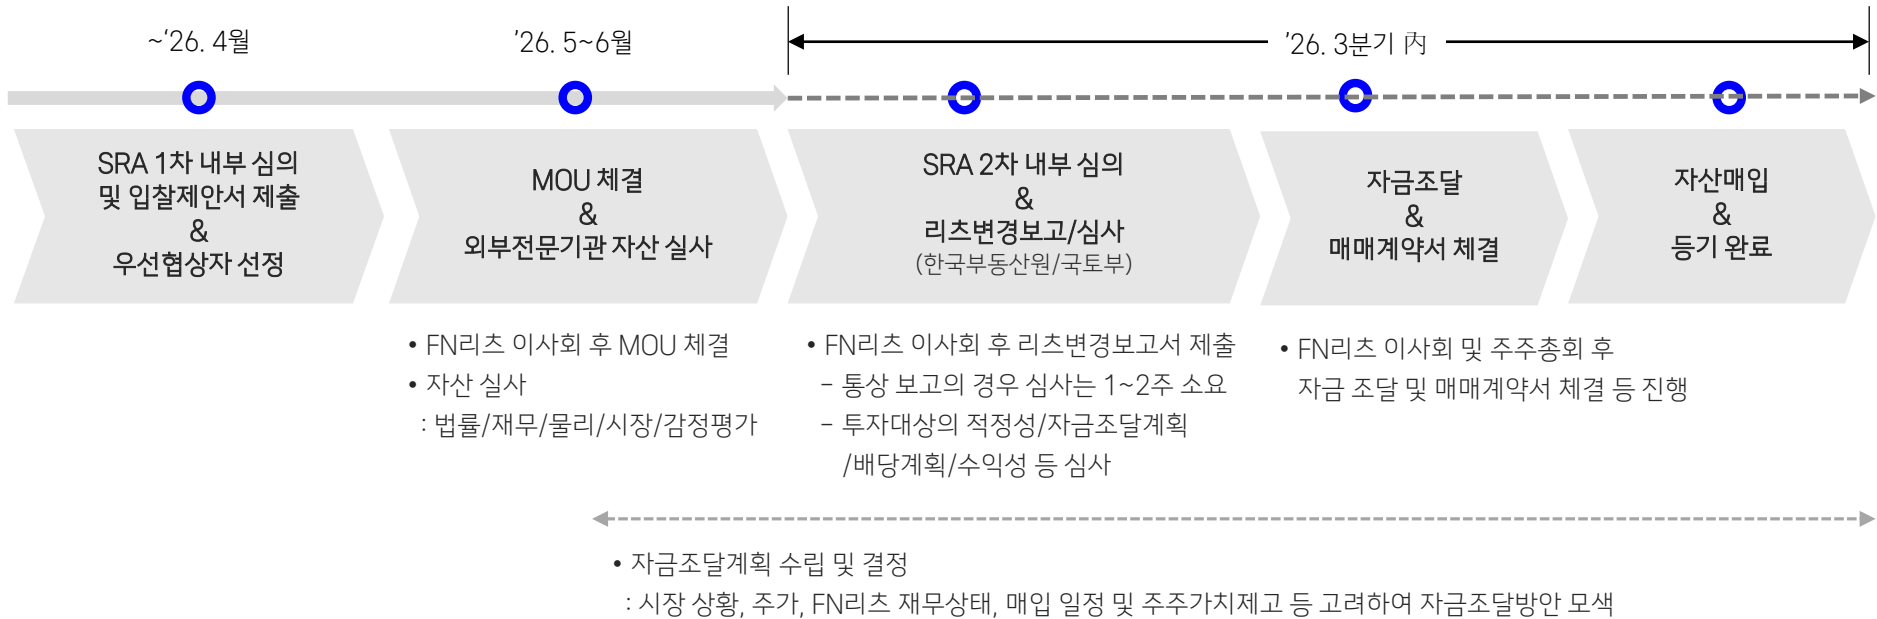 ~‘26. 4월
’26. 5~6월
’26. 3분기 內
SRA 1차 내부 심의
및 입찰제안서 제출
&
우선협상자 선정
MOU 체결
&
외부전문기관 자산 실사
SRA 2차 내부 심의
&
리츠변경보고/심사
(한국부동산원/국토부)
자금조달
&
매매계약서 체결
자산매입
&
등기 완료
• FN리츠 이사회 후 MOU 체결
• 자산 실사
: 법률/재무/물리/시장/감정평가
• FN리츠 이사회 후 리츠변경보고서 제출
- 통상 보고의 경우 심사는 1~2주 소요
- 투자대상의 적정성/자금조달계획
/배당계획/수익성 등 심사
• FN리츠 이사회 및 주주총회 후
자금 조달 및 매매계약서 체결 등 진행
• 자금조달계획 수립 및 결정
: 시장 상황, 주가, FN리츠 재무상태, 매입 일정 및 주주가치제고 등 고려하여 자금조달방안 모색